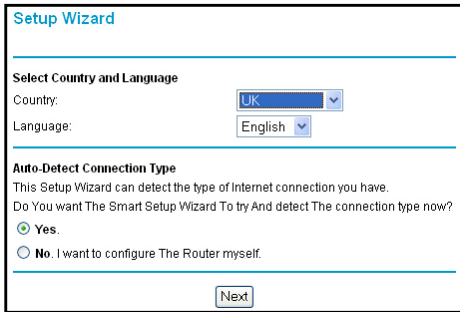 Setup Wizard
Select Country and Language
Country: UK
Language: English
Auto-Detect Connection Type
This Setup Wizard can detect the type of Internet connection you have.
Do You want The Smart Setup Wizard To try And detect The connection type now?
Yes.
No. I want to configure The Router myself.
Next